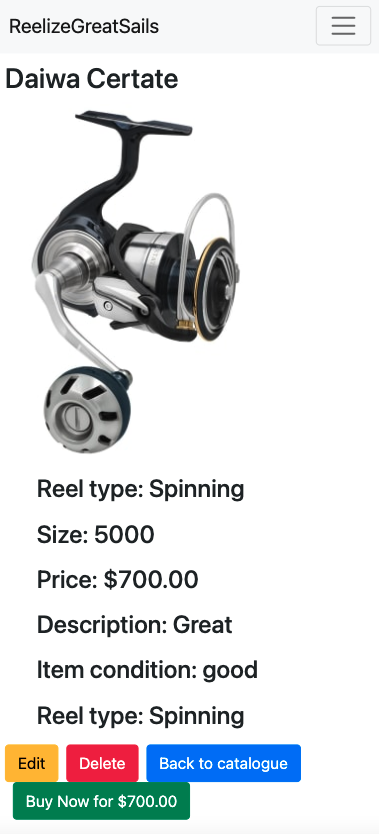 ReelizeGreatSails
Daiwa Certate
Reel type: Spinning
Size: 5000
Price: $700.00
Description: Great
Item condition: good
Reel type: Spinning
Edit Delete Back to catalogue
Buy Now for $700.00